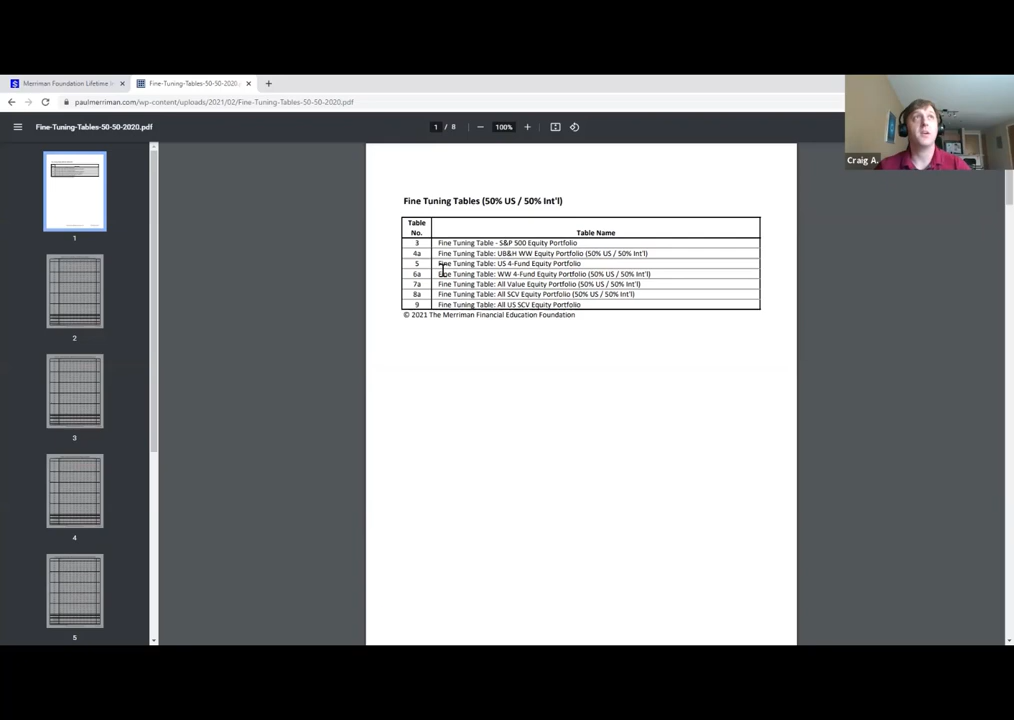 Merriman Foundation Lifetime
Fine-Tuning-Tables-50-50-2020.
paulmerriman.com/wp-content/uploads/2021/02/Fine-Tuning-Tables-50-50-2020.pdf
Fine-Tuning-Tables-50-50-2020.pdf
1 / 8
100%
Craig A.
Fine Tuning Tables (50% US / 50% Int'l)
Table No. Table Name
3 Fine Tuning Table - S&P 500 Equity Portfolio
4a Fine Tuning Table: UB&H WW Equity Portfolio (50% US / 50% Int'l)
5 Fine Tuning Table: US 4-Fund Equity Portfolio
6a Fine Tuning Table: WW 4-Fund Equity Portfolio (50% US / 50% Int'l)
7a Fine Tuning Table: All Value Equity Portfolio (50% US / 50% Int'l)
8a Fine Tuning Table: All SCV Equity Portfolio (50% US / 50% Int'l)
9 Fine Tuning Table: All US SCV Equity Portfolio
© 2021 The Merriman Financial Education Foundation
1
2
3
4
5